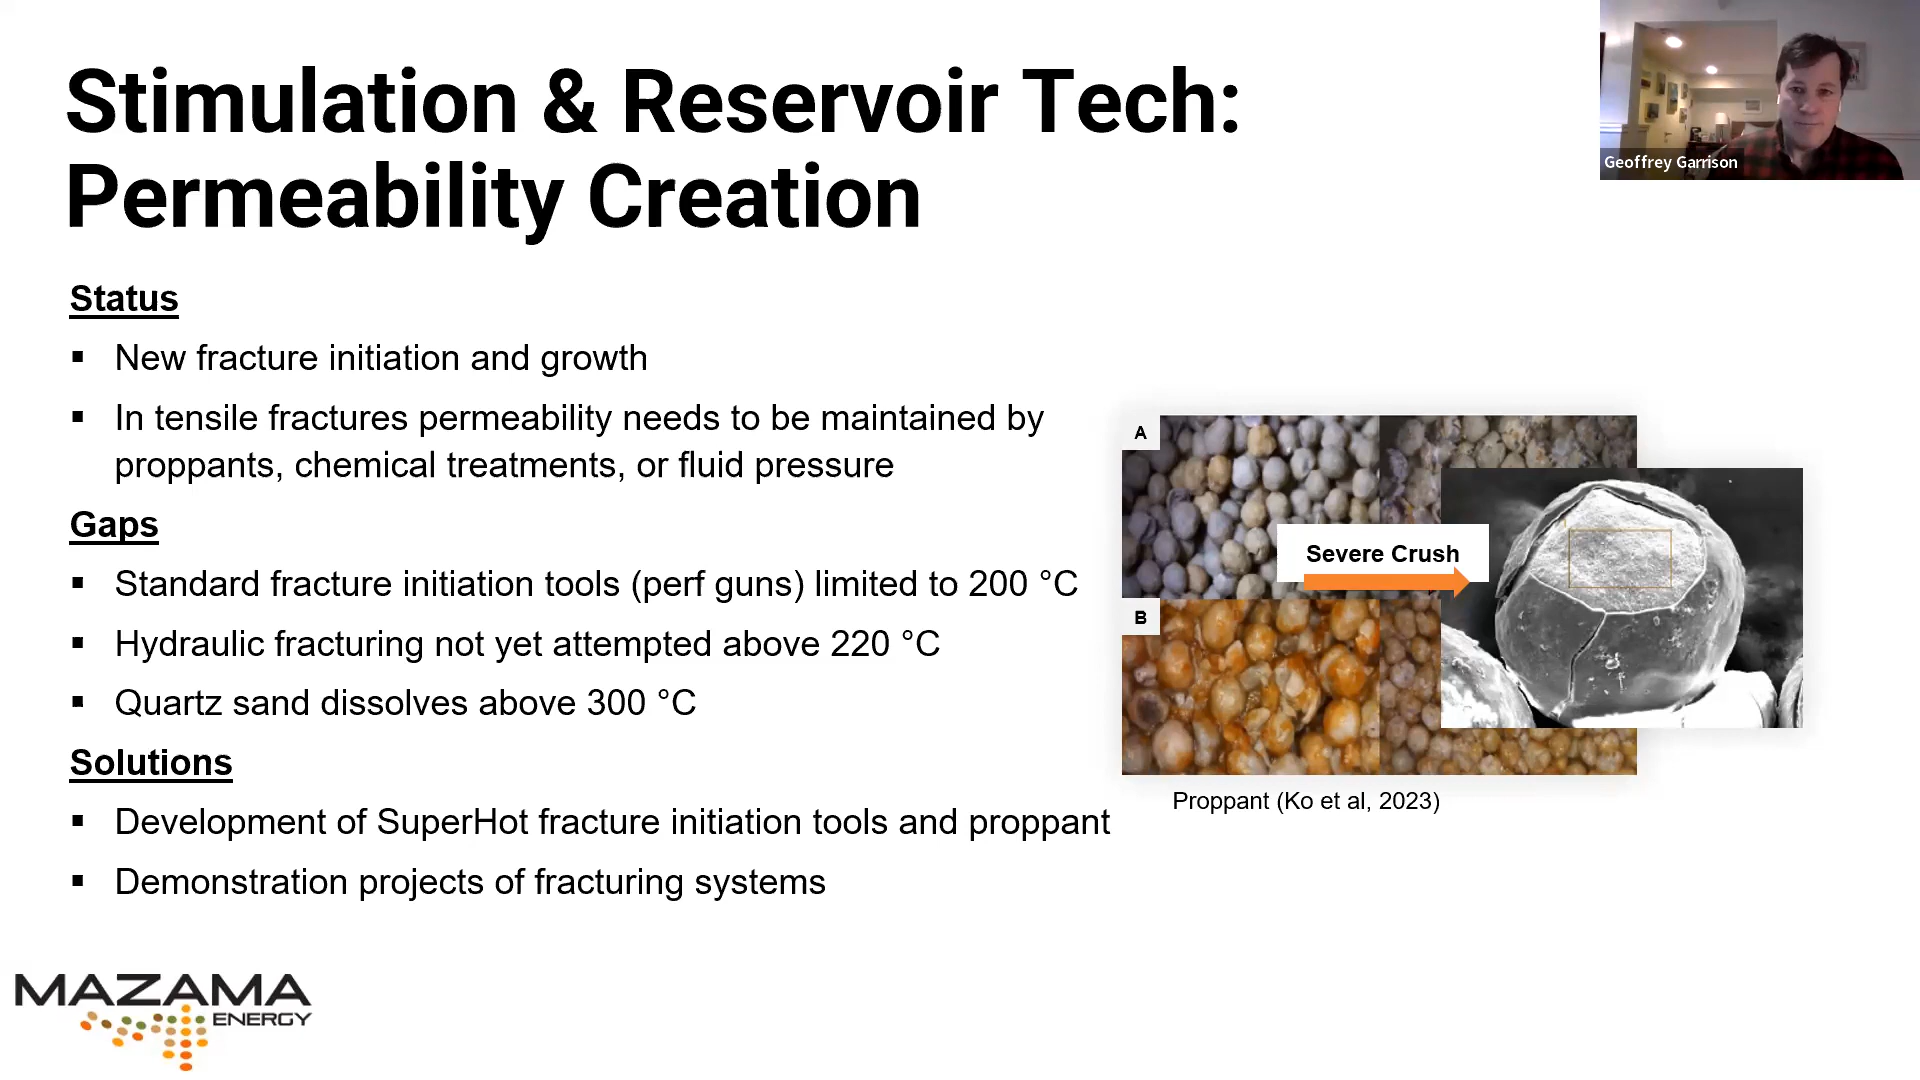 Stimulation & Reservoir Tech:
Permeability Creation
Geoffrey Garrison
Status
▪ New fracture initiation and growth
▪ In tensile fractures permeability needs to be maintained by
proppants, chemical treatments, or fluid pressure
Gaps
▪ Standard fracture initiation tools (perf guns) limited to 200 °C
▪ Hydraulic fracturing not yet attempted above 220 °C
▪ Quartz sand dissolves above 300 °C
Solutions
▪ Development of SuperHot fracture initiation tools and proppant
▪ Demonstration projects of fracturing systems
A
Severe Crush
B
Proppant (Ko et al, 2023)
MAZAMA
ENERGY